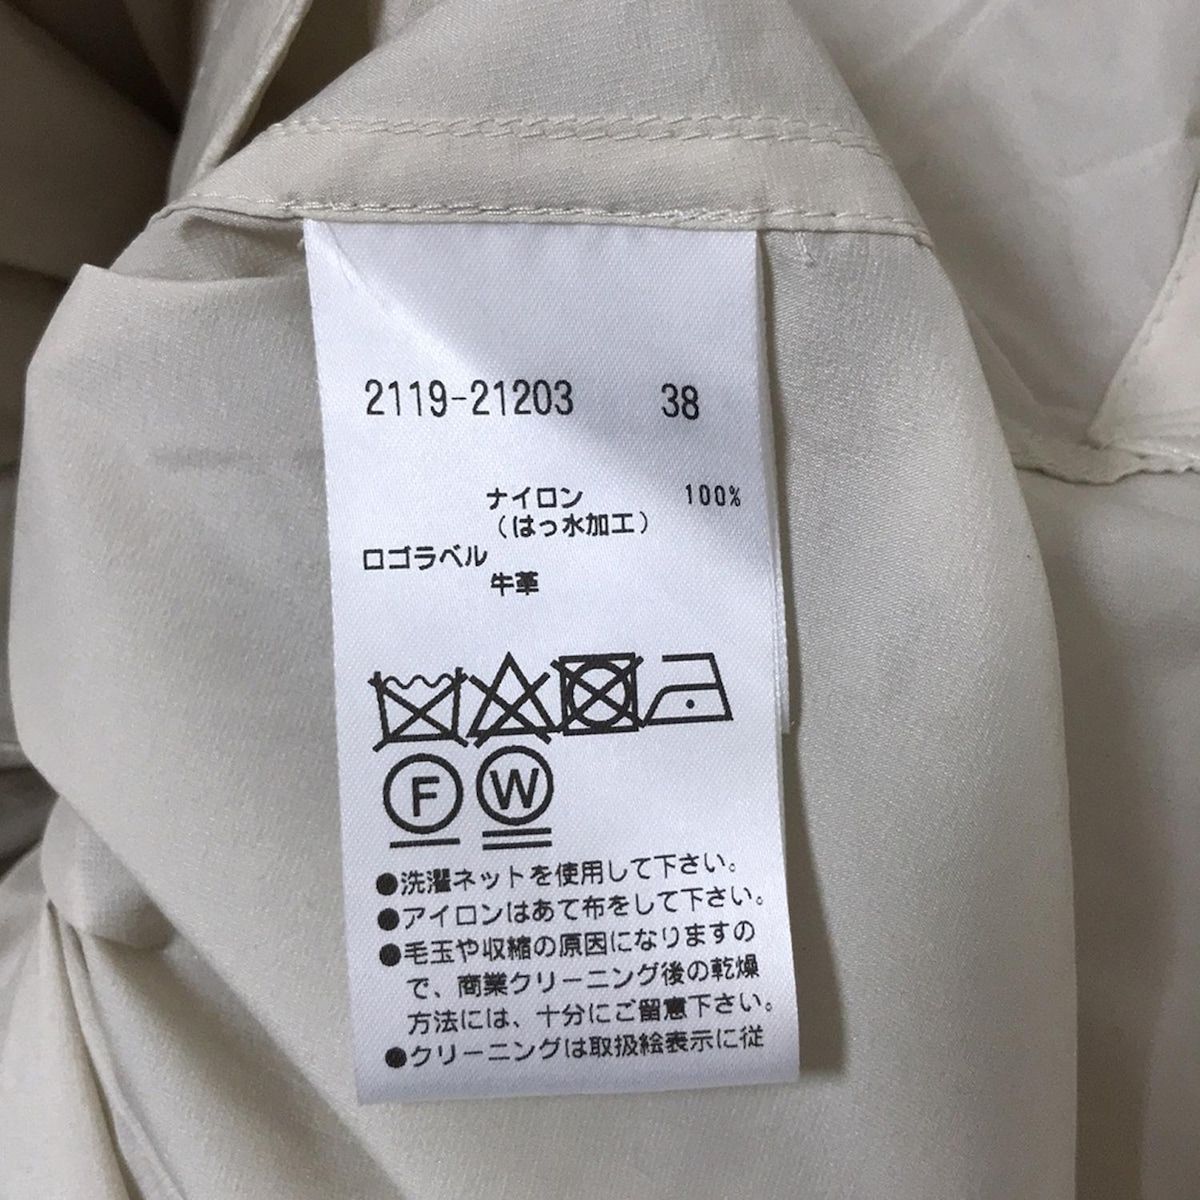 2119-21203 38
ナイロン 100%
（はっ水加工）
ロゴラベル
牛革
F W
●洗濯ネットを使用して下さい。
●アイロンはあて布をして下さい。
●毛玉や収縮の原因になりますの
で、商業クリーニング後の乾燥
方法には、十分にご留意下さい。
●クリーニングは取扱絵表示に従